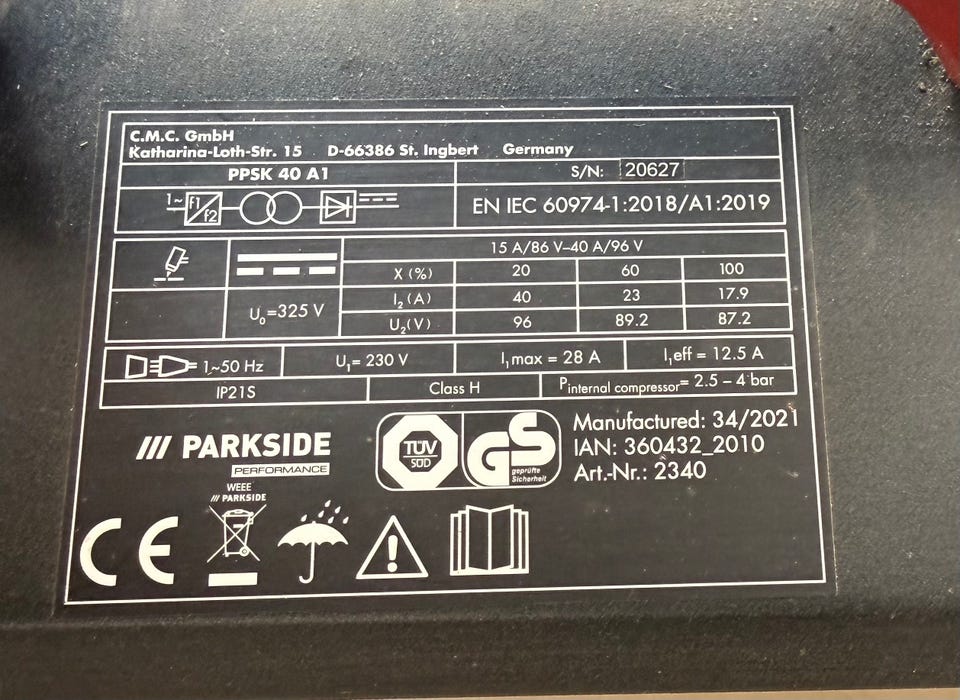 C.M.C. GmbH
Katharina-Loth-Str. 15 D-66386 St. Ingbert Germany
PPSK 40 A1 S/N: 20627
1~ f1 f2 EN IEC 60974-1:2018/A1:2019
15 A/86 V–40 A/96 V
X (%) 20 60 100
U₀=325 V I₂ (A) 40 23 17.9
U₂(V) 96 89.2 87.2
1~50 Hz U₁= 230 V I₁max = 28 A I₁eff = 12.5 A
IP21S Class H Pinternal compressor= 2.5 – 4 bar
/// PARKSIDE
PERFORMANCE
TÜV
SÜD
GS
geprüfte
Sicherheit
Manufactured: 34/2021
IAN: 360432_2010
Art.-Nr.: 2340
WEEE
/// PARKSIDE
CE